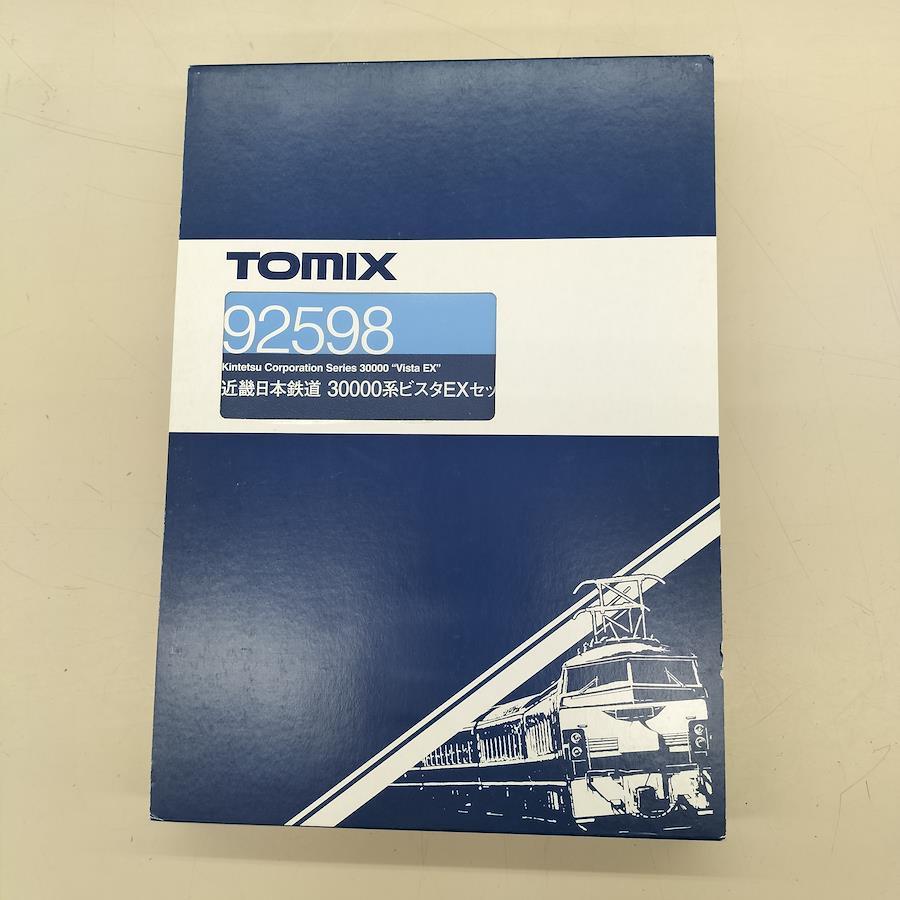 TOMIX
92598
Kintetsu Corporation Series 30000 "Vista EX"
近畿日本鉄道 30000系ビスタEXセッ